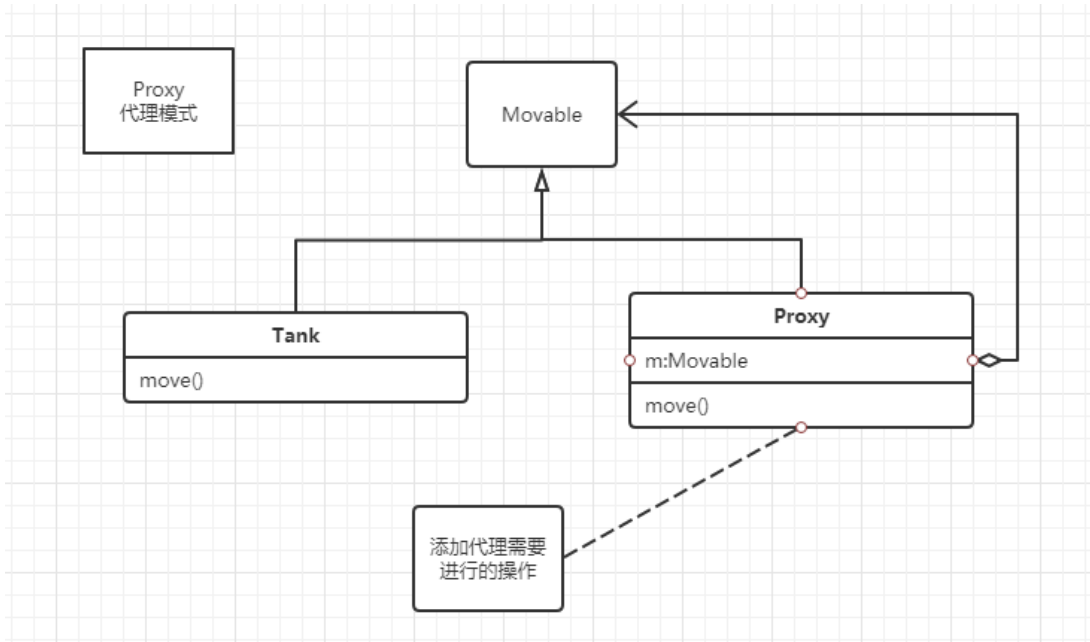 Proxy
代理模式
Movable
Tank
move()
Proxy
m:Movable
move()
添加代理需要
进行的操作